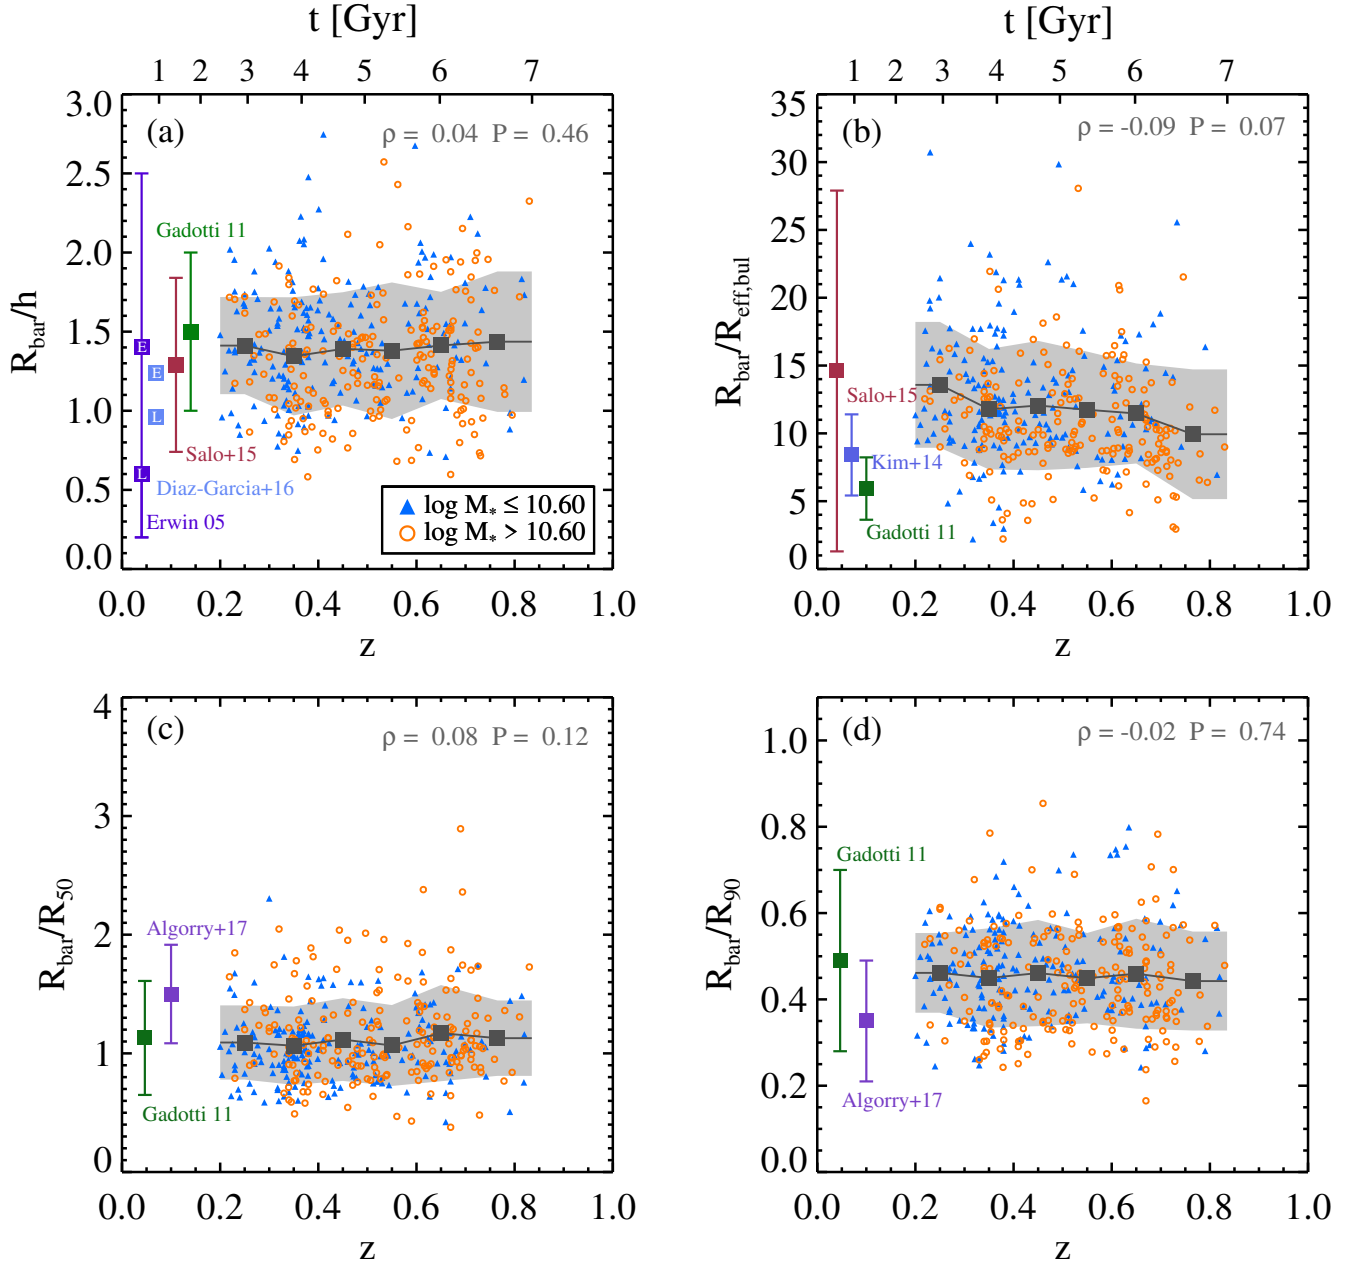 t [Gyr]
1 2 3 4 5 6 7
3.0
2.5
2.0
1.5
1.0
0.5
0.0
R_bar/h
(a)
ρ = 0.04 P = 0.46
Gadotti 11
E
E
L
L
Salo+15
Diaz-Garcia+16
Erwin 05
log M* ≤ 10.60
log M* > 10.60
0.0 0.2 0.4 0.6 0.8 1.0
z
t [Gyr]
1 2 3 4 5 6 7
35
30
25
20
15
10
5
0
R_bar/R_eff,bul
(b)
ρ = -0.09 P = 0.07
Salo+15
Kim+14
Gadotti 11
0.0 0.2 0.4 0.6 0.8 1.0
z
4
3
2
1
0
R_bar/R_50
(c)
ρ = 0.08 P = 0.12
Algorry+17
Gadotti 11
0.0 0.2 0.4 0.6 0.8 1.0
z
1.0
0.8
0.6
0.4
0.2
0.0
R_bar/R_90
(d)
ρ = -0.02 P = 0.74
Gadotti 11
Algorry+17
0.0 0.2 0.4 0.6 0.8 1.0
z